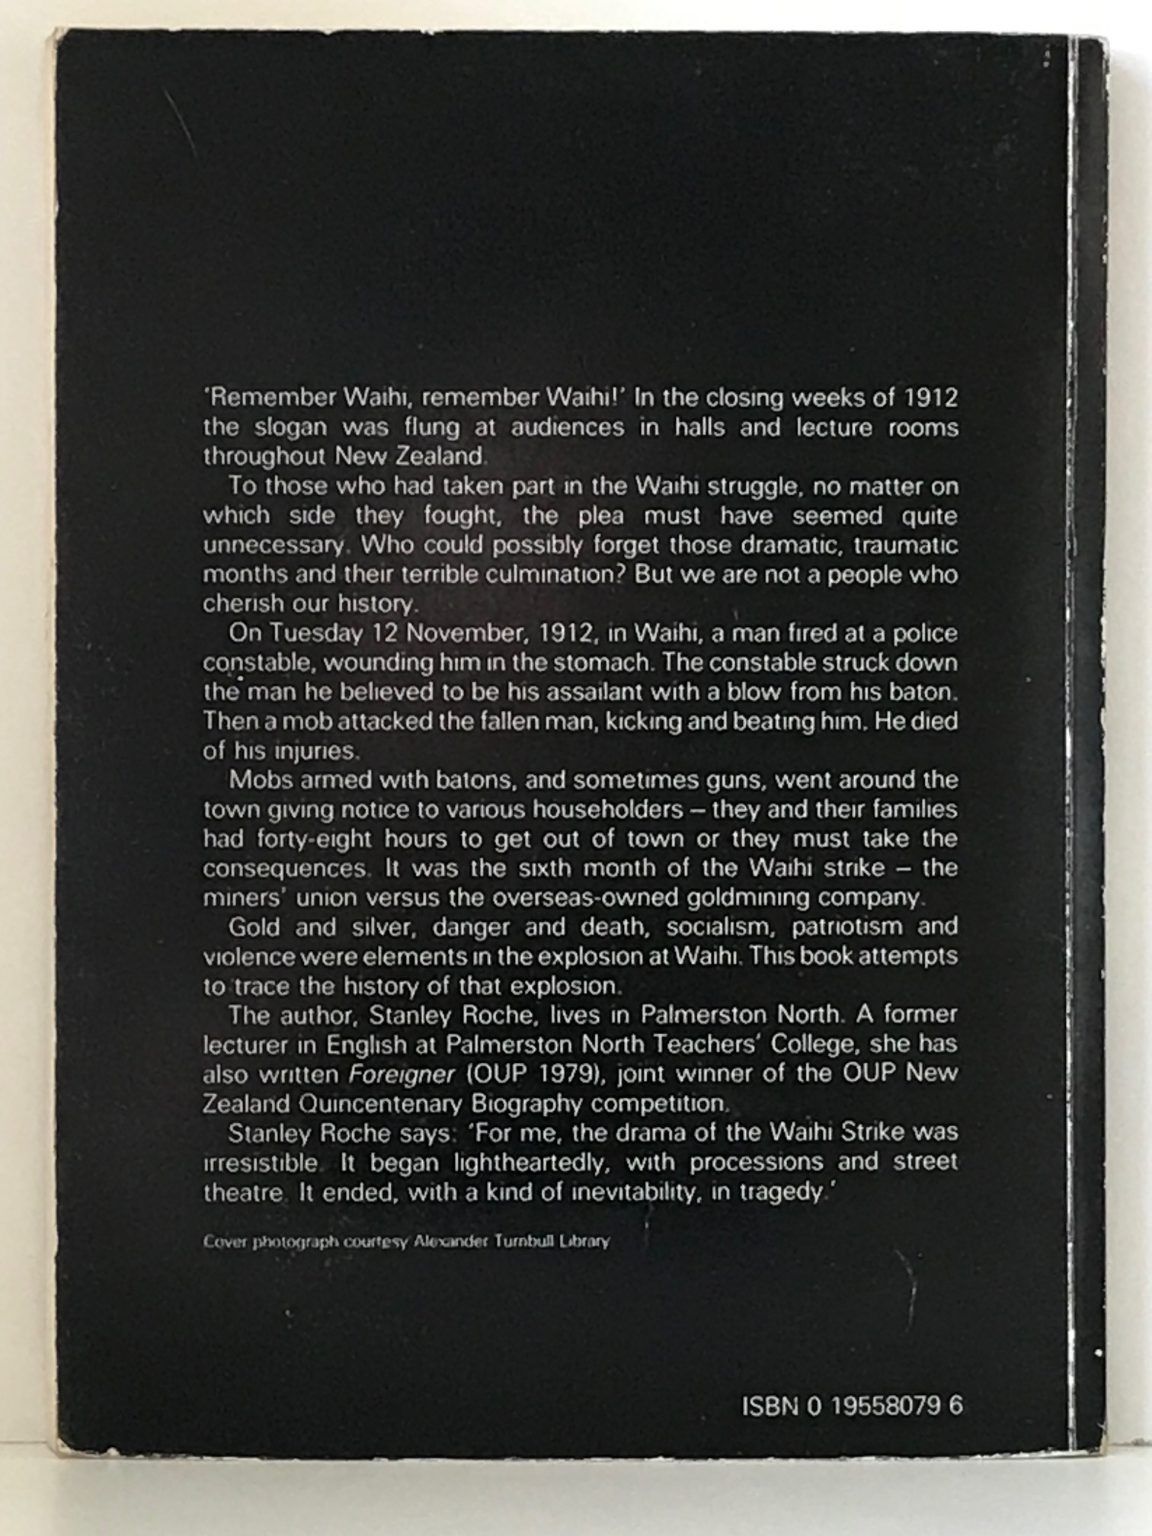 'Remember Waihi, remember Waihi!' In the closing weeks of 1912
the slogan was flung at audiences in halls and lecture rooms
throughout New Zealand.
To those who had taken part in the Waihi struggle, no matter on
which side they fought, the plea must have seemed quite
unnecessary. Who could possibly forget those dramatic, traumatic
months and their terrible culmination? But we are not a people who
cherish our history.
On Tuesday 12 November, 1912, in Waihi, a man fired at a police
constable, wounding him in the stomach. The constable struck down
the man he believed to be his assailant with a blow from his baton.
Then a mob attacked the fallen man, kicking and beating him. He died
of his injuries.
Mobs armed with batons, and sometimes guns, went around the
town giving notice to various householders – they and their families
had forty-eight hours to get out of town or they must take the
consequences. It was the sixth month of the Waihi strike – the
miners' union versus the overseas-owned goldmining company.
Gold and silver, danger and death, socialism, patriotism and
violence were elements in the explosion at Waihi. This book attempts
to trace the history of that explosion.
The author, Stanley Roche, lives in Palmerston North. A former
lecturer in English at Palmerston North Teachers' College, she has
also written Foreigner (OUP 1979), joint winner of the OUP New
Zealand Quincentenary Biography competition.
Stanley Roche says: 'For me, the drama of the Waihi Strike was
irresistible. It began lightheartedly, with processions and street
theatre. It ended, with a kind of inevitability, in tragedy.'
Cover photograph courtesy Alexander Turnbull Library
ISBN 0 19558079 6